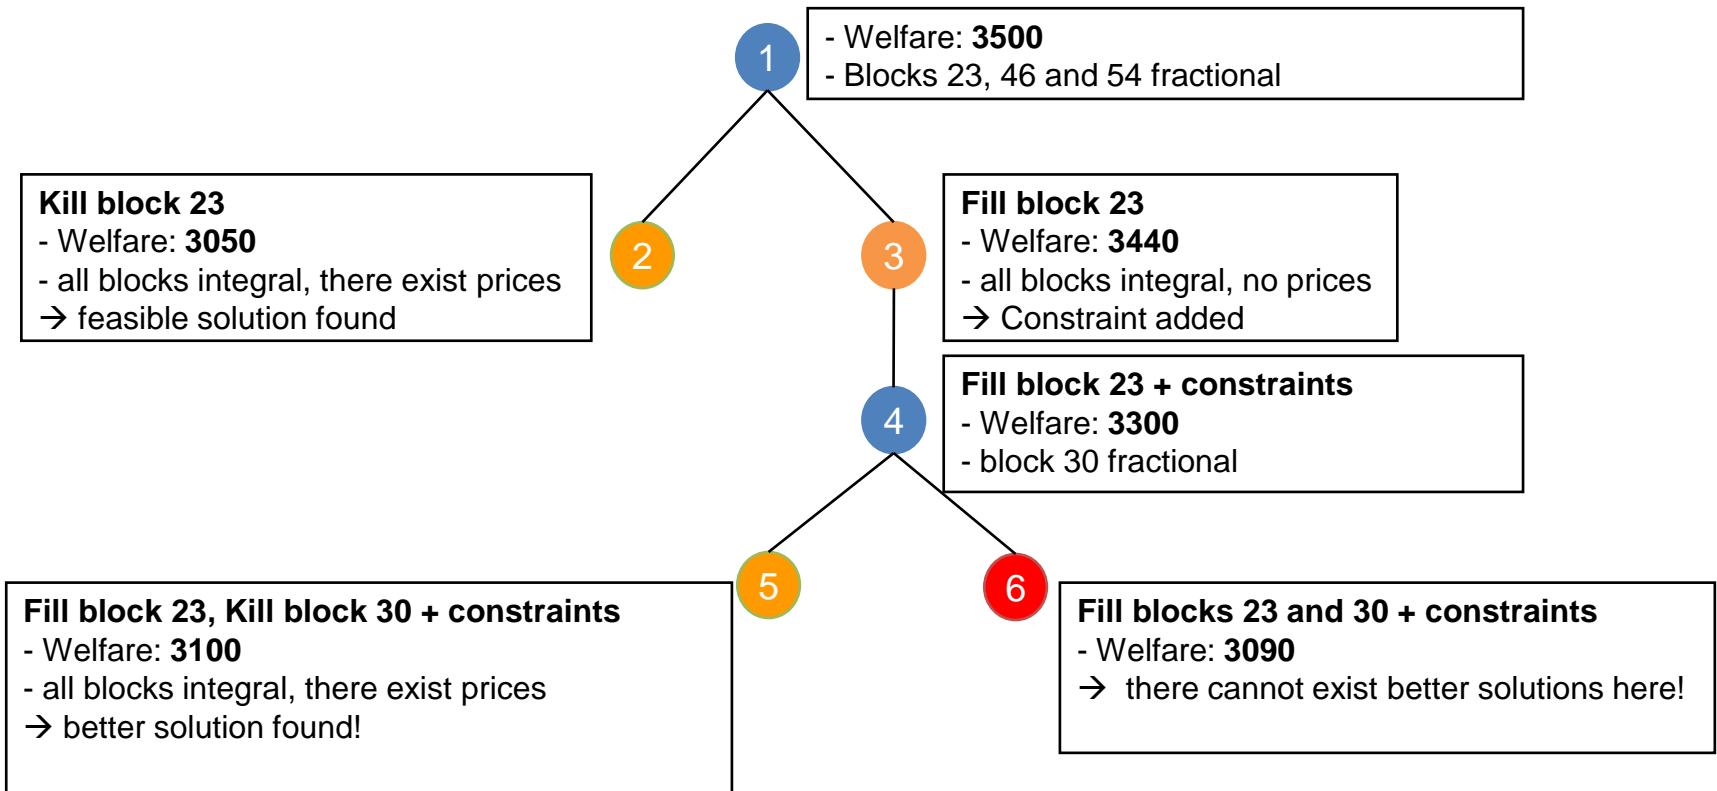 1
- Welfare: 3500
- Blocks 23, 46 and 54 fractional
Kill block 23
- Welfare: 3050
- all blocks integral, there exist prices
→ feasible solution found
2
3
Fill block 23
- Welfare: 3440
- all blocks integral, no prices
→ Constraint added
4
Fill block 23 + constraints
- Welfare: 3300
- block 30 fractional
5
Fill block 23, Kill block 30 + constraints
- Welfare: 3100
- all blocks integral, there exist prices
→ better solution found!
6
Fill blocks 23 and 30 + constraints
- Welfare: 3090
→ there cannot exist better solutions here!